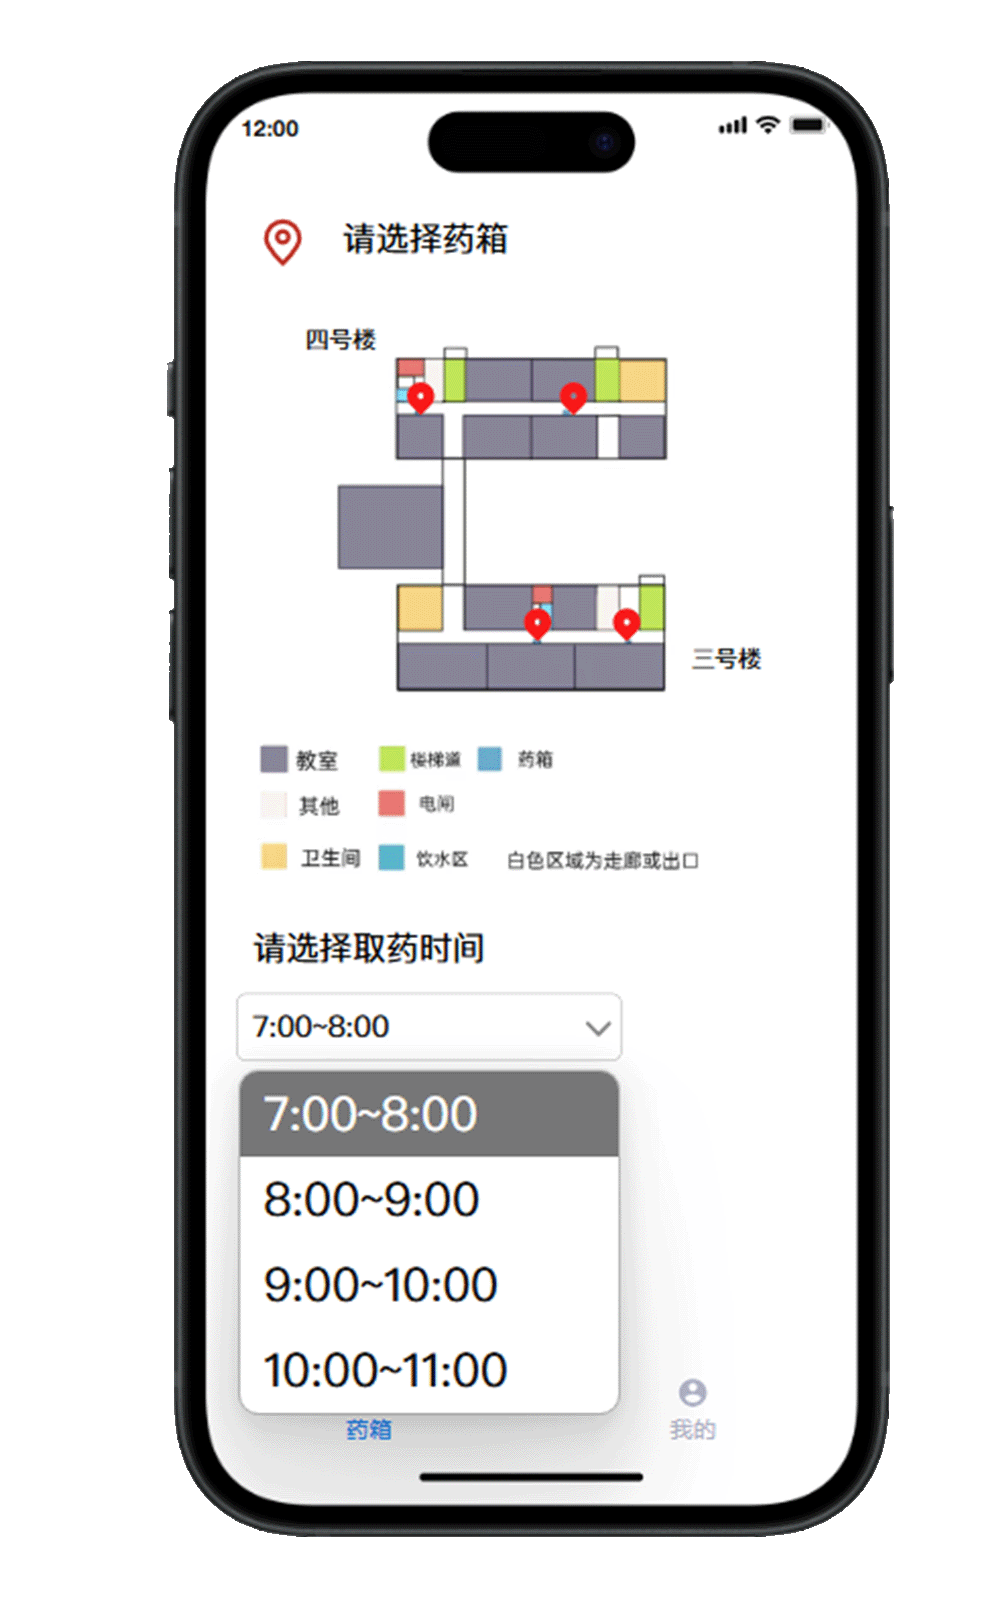 12:00
请选择药箱
四号楼
三号楼
教室 楼梯道 药箱
其他 电闸
卫生间 饮水区 白色区域为走廊或出口
请选择取药时间
7:00~8:00
7:00~8:00
8:00~9:00
9:00~10:00
10:00~11:00
药箱 我的